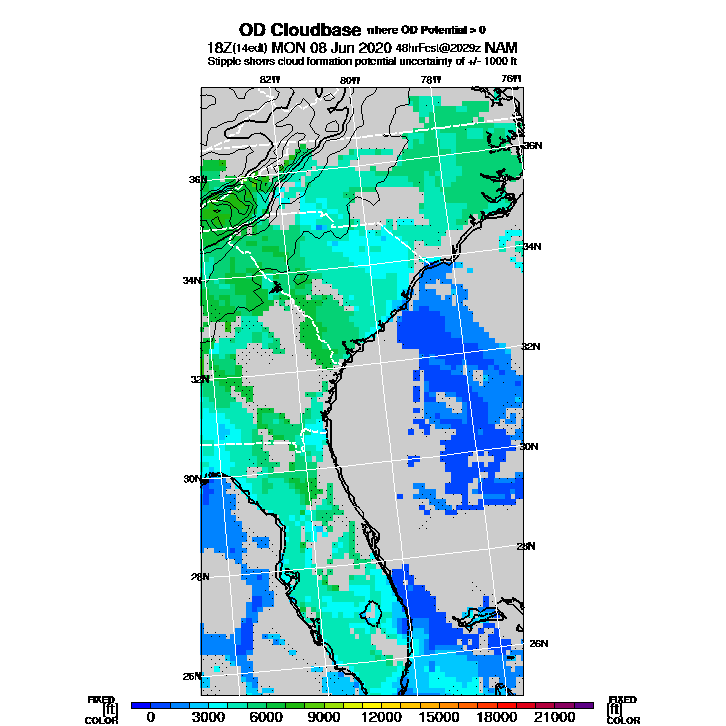 OD Cloudbase where OD Potential > 0
18Z(14edt) MON 08 Jun 2020 48hrFcst@2029z NAM
Stipple shows cloud formation potential uncertainty of +/- 1000 ft
82W 80W 78W 76W
36N
36N
34N
34N
32N
32N
30N
30N
28N
28N
26N
26N
FIXED FIXED
[ft] [ft]
COLOR COLOR
0 3000 6000 9000 12000 15000 18000 21000